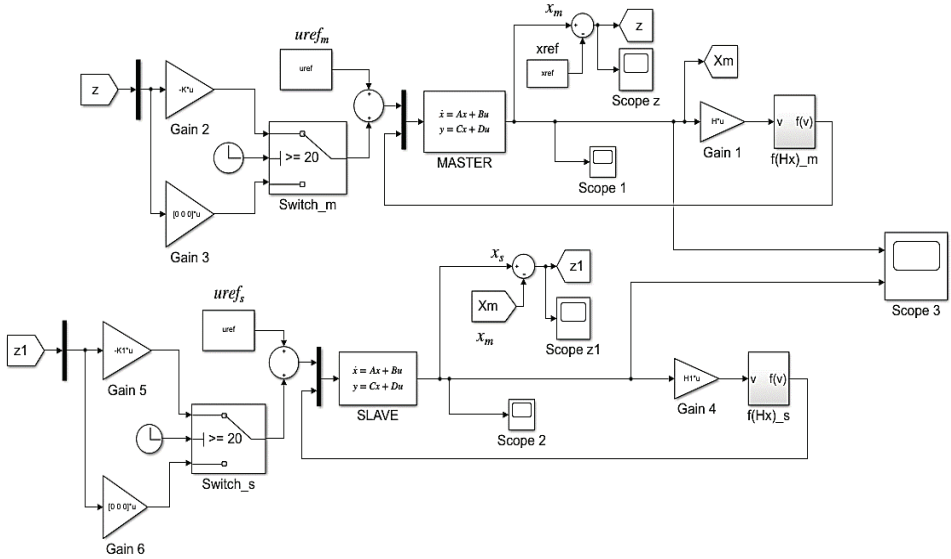 x_m
z
uref_m
xref
xref
Scope z
Xm
z
-K*u
Gain 2
uref
>= 20
Switch_m
[0 0 0]*u
Gain 3
ẋ = Ax + Bu
y = Cx + Du
MASTER
Scope 1
H*u
Gain 1
v f(v)
f(Hx)_m
Scope 3
x_s
z1
Xm
x_m
Scope z1
uref_s
uref
z1
-K1*u
Gain 5
>= 20
Switch_s
[0 0 0]*u
Gain 6
ẋ = Ax + Bu
y = Cx + Du
SLAVE
Scope 2
H1*u
Gain 4
v f(v)
f(Hx)_s